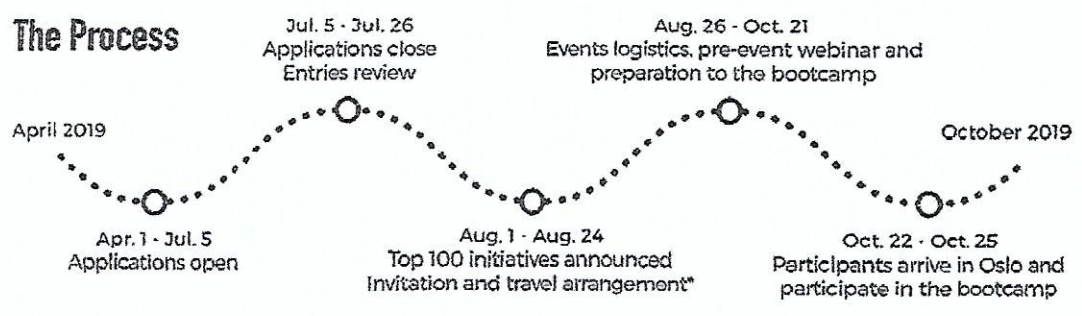 The Process
April 2019
Apr. 1 - Jul. 5
Applications open
Jul. 5 - Jul. 26
Applications close
Entries review
Aug. 1 - Aug. 24
Top 100 initiatives announced
Invitation and travel arrangement*
Aug. 26 - Oct. 21
Events logistics, pre-event webinar and
preparation to the bootcamp
Oct. 22 - Oct. 25
Participants arrive in Oslo and
participate in the bootcamp
October 2019